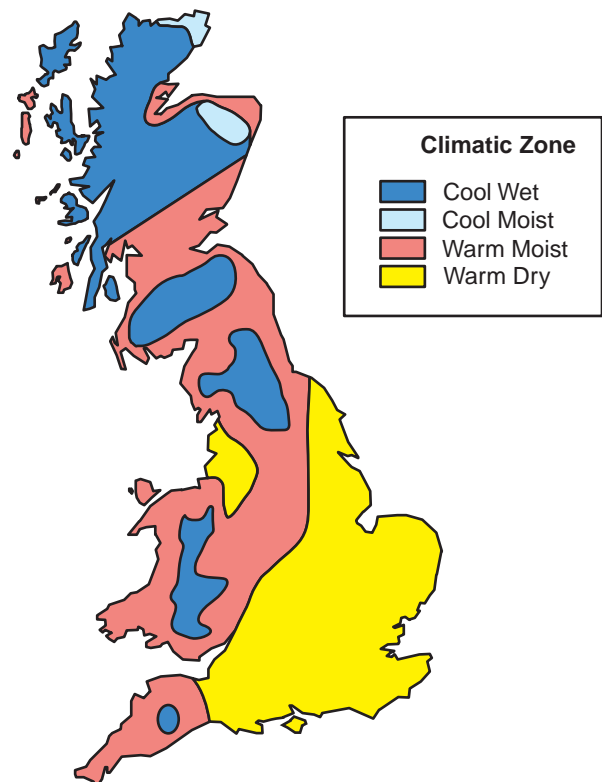 Climatic Zone
Cool Wet
Cool Moist
Warm Moist
Warm Dry